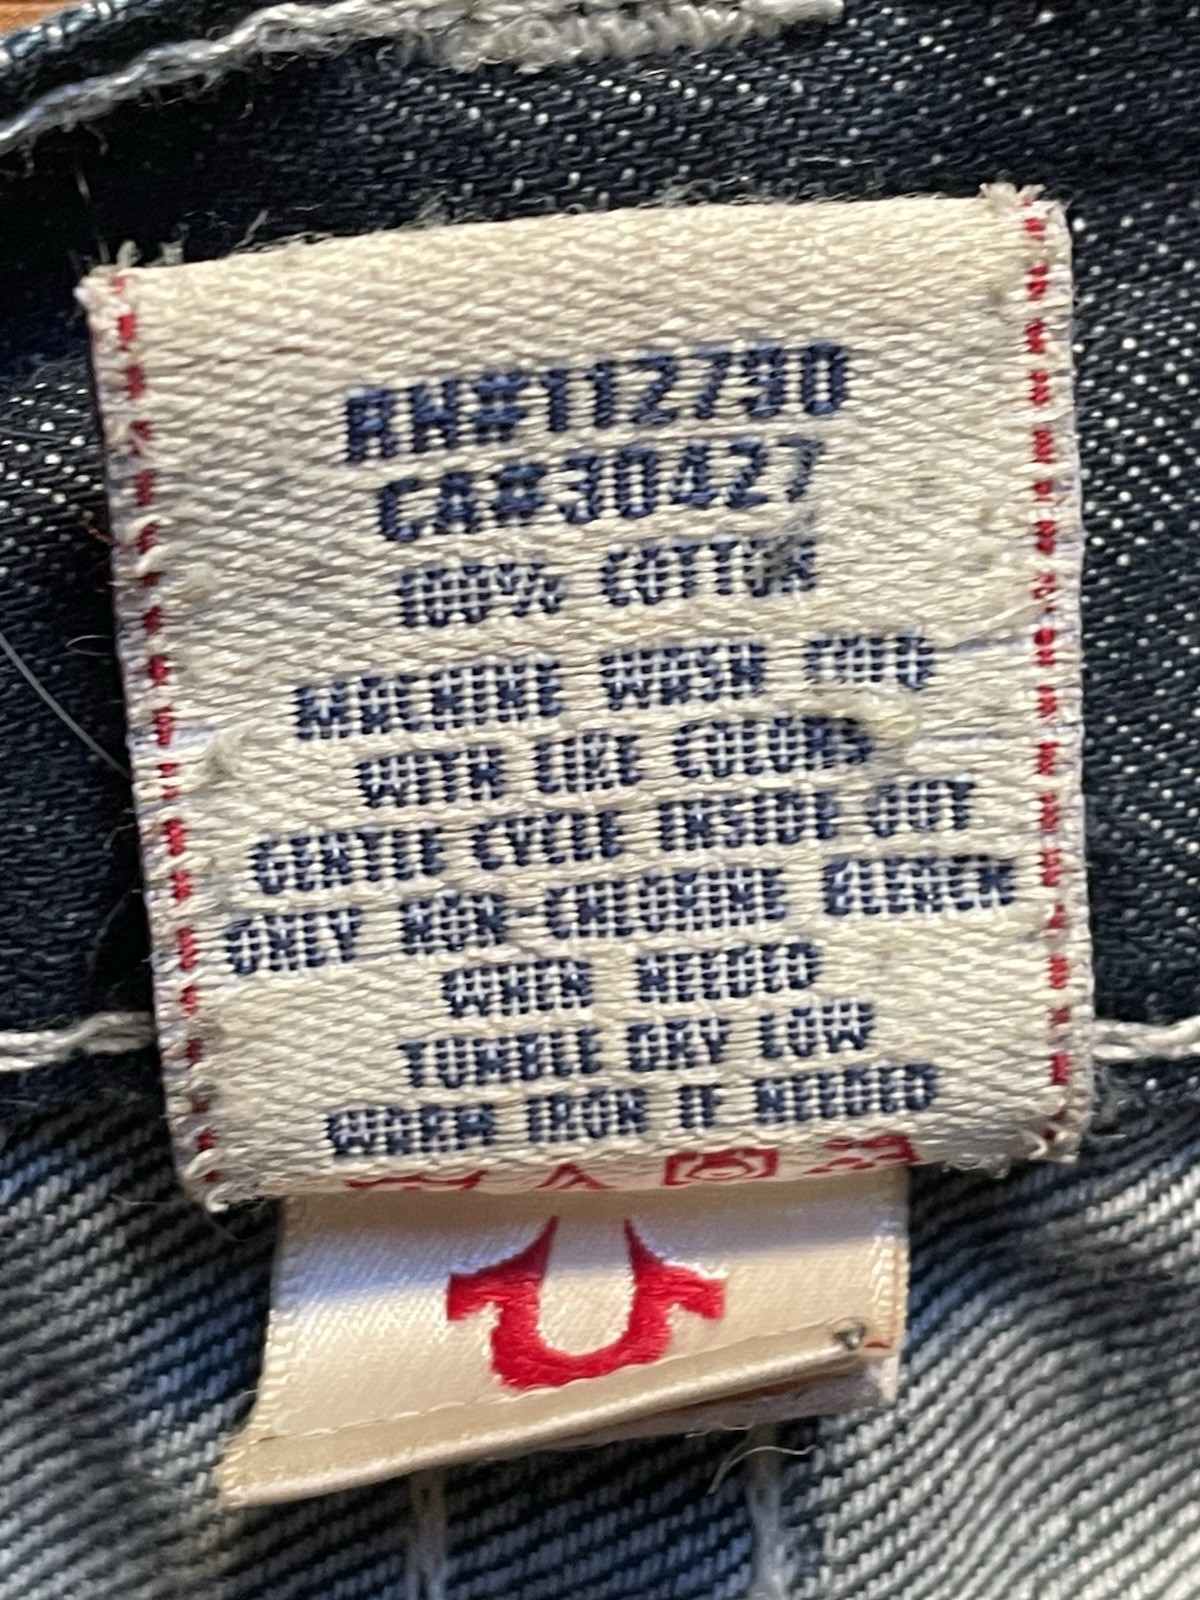 RN#112790
CA#30427
100% COTTON
MACHINE WASH COLD
WITH LIKE COLORS
GENTLE CYCLE INSIDE OUT
ONLY NON-CHLORINE BLEACH
WHEN NEEDED
TUMBLE DRY LOW
WARM IRON IF NEEDED